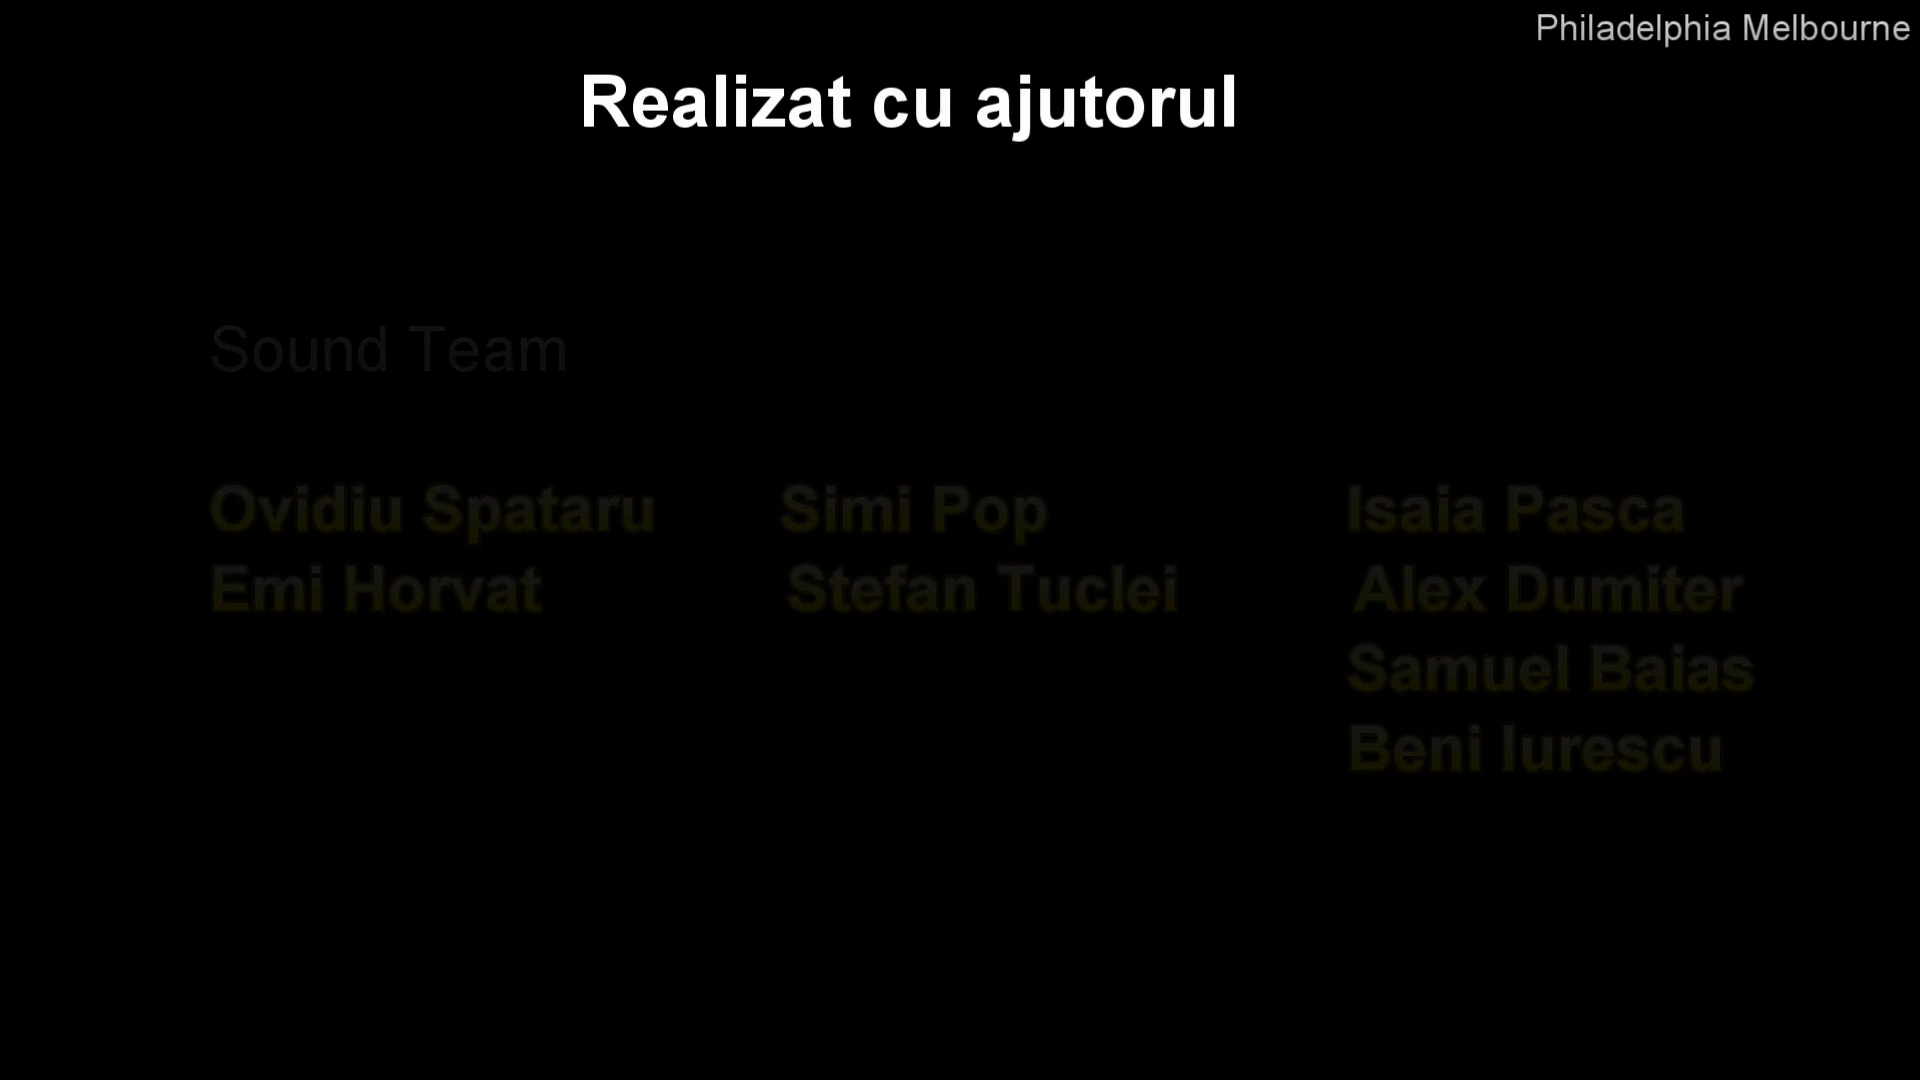 Philadelphia Melbourne
Realizat cu ajutorul
Sound Team
Ovidiu Spataru Simi Pop Isaia Pasca
Emi Horvat Stefan Tuclei Alex Dumiter
Samuel Baias
Beni Iurescu